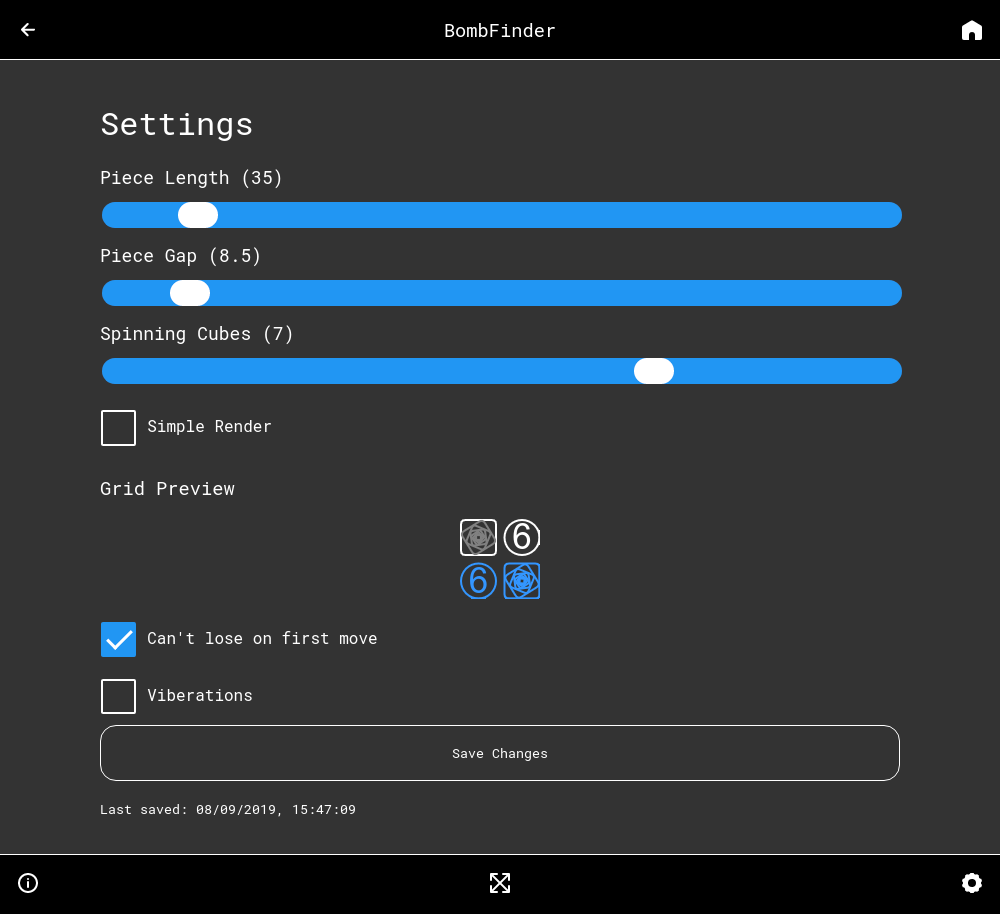 BombFinder
Settings
Piece Length (35)
Piece Gap (8.5)
Spinning Cubes (7)
Simple Render
Grid Preview
6
6
Can't lose on first move
Viberations
Save Changes
Last saved: 08/09/2019, 15:47:09